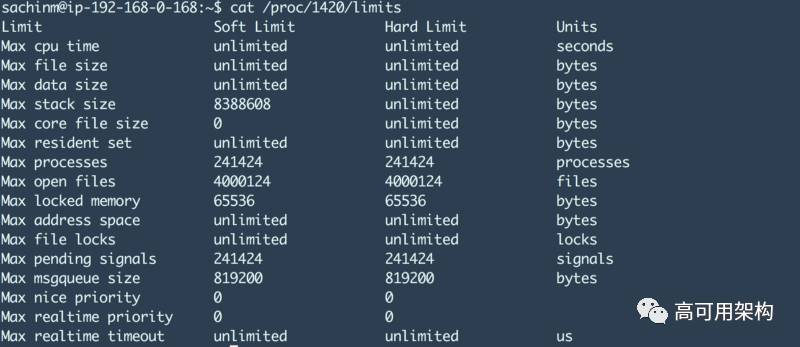 sachinm@ip-192-168-0-168:~$ cat /proc/1420/limits
Limit Soft Limit Hard Limit Units
Max cpu time unlimited unlimited seconds
Max file size unlimited unlimited bytes
Max data size unlimited unlimited bytes
Max stack size 8388608 unlimited bytes
Max core file size 0 unlimited bytes
Max resident set unlimited unlimited bytes
Max processes 241424 241424 processes
Max open files 4000124 4000124 files
Max locked memory 65536 65536 bytes
Max address space unlimited unlimited bytes
Max file locks unlimited unlimited locks
Max pending signals 241424 241424 signals
Max msgqueue size 819200 819200 bytes
Max nice priority 0 0
Max realtime priority 0 0
高可用架构
Max realtime timeout unlimited unlimited us